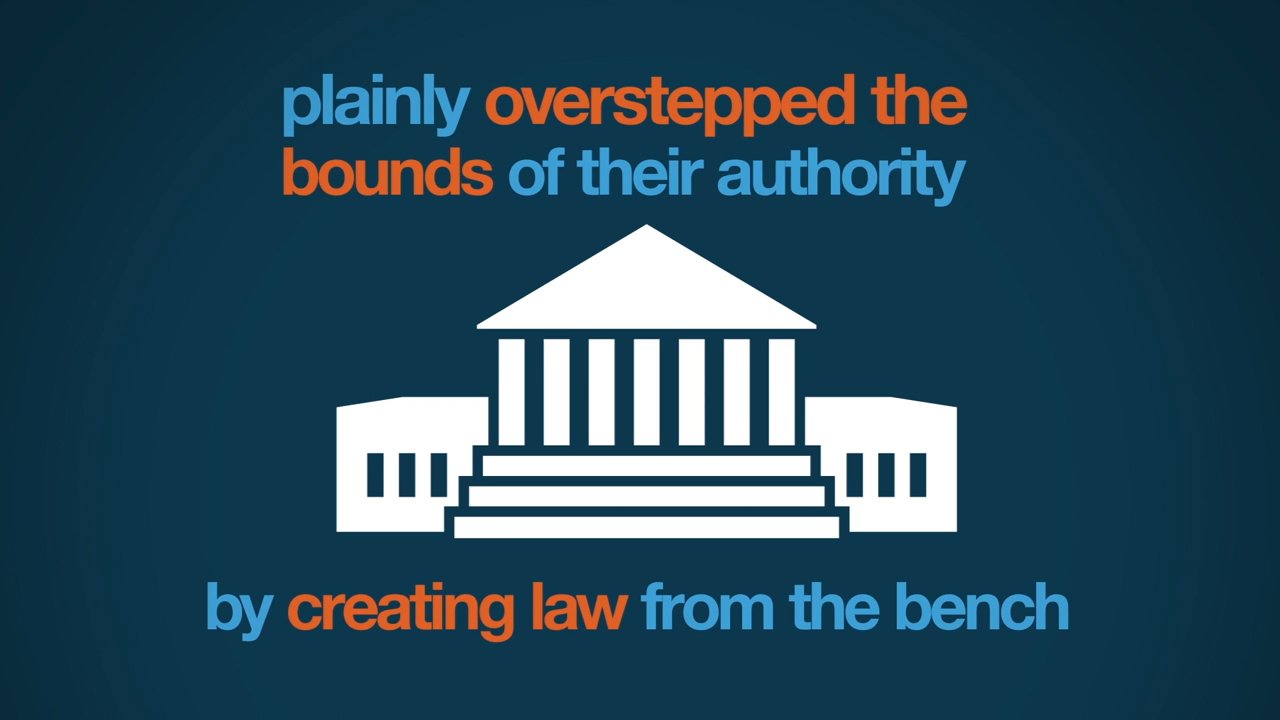 plainly overstepped the
bounds of their authority
by creating law from the bench